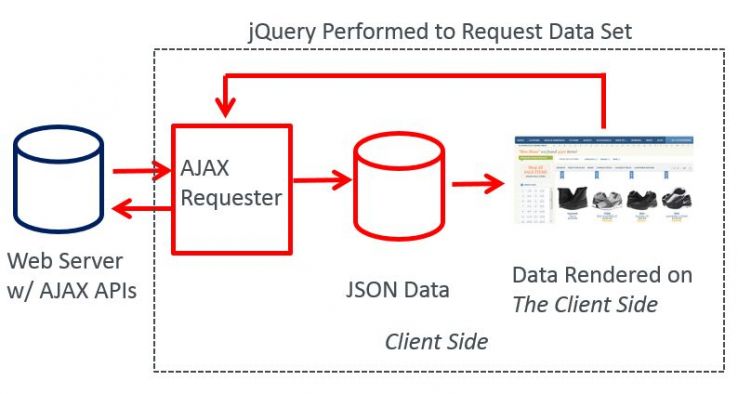 jQuery Performed to Request Data Set
AJAX
Requester
Web Server
w/ AJAX APIs
JSON Data
Data Rendered on
The Client Side
Client Side